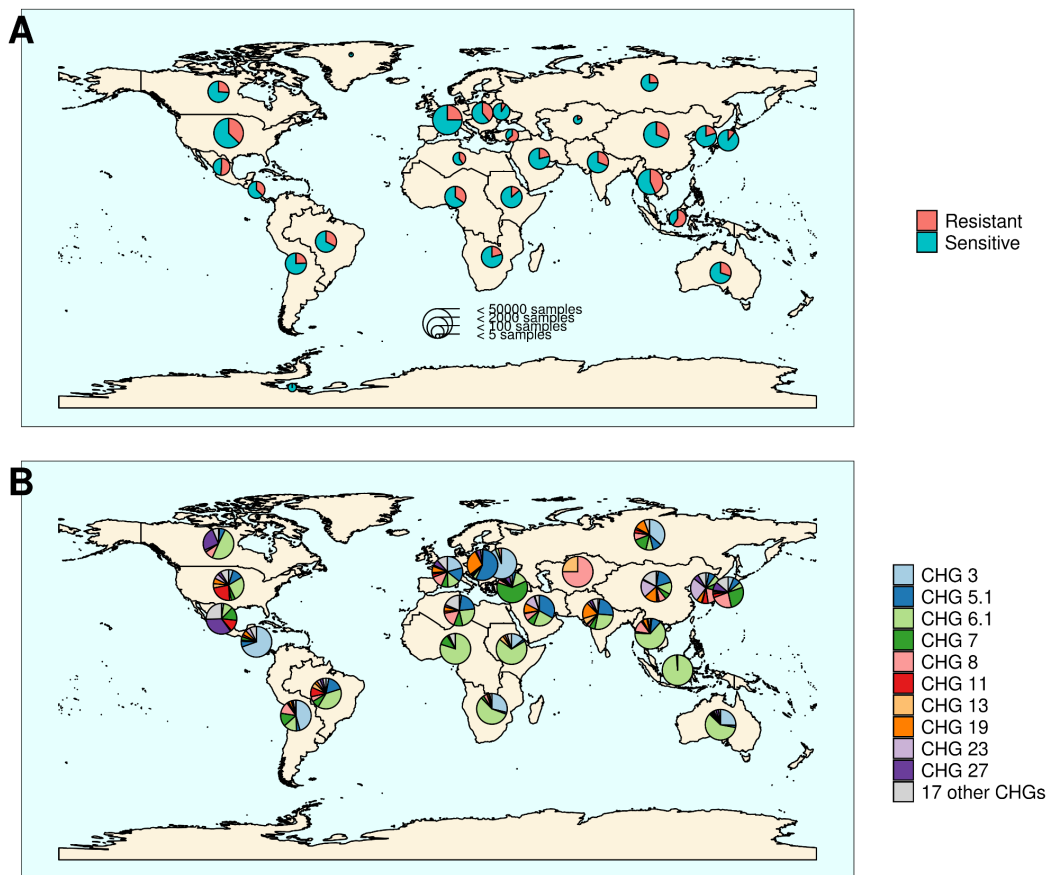 A
Resistant
Sensitive
< 50000 samples
< 2000 samples
< 100 samples
< 5 samples
B
CHG 3
CHG 5.1
CHG 6.1
CHG 7
CHG 8
CHG 11
CHG 13
CHG 19
CHG 23
CHG 27
17 other CHGs